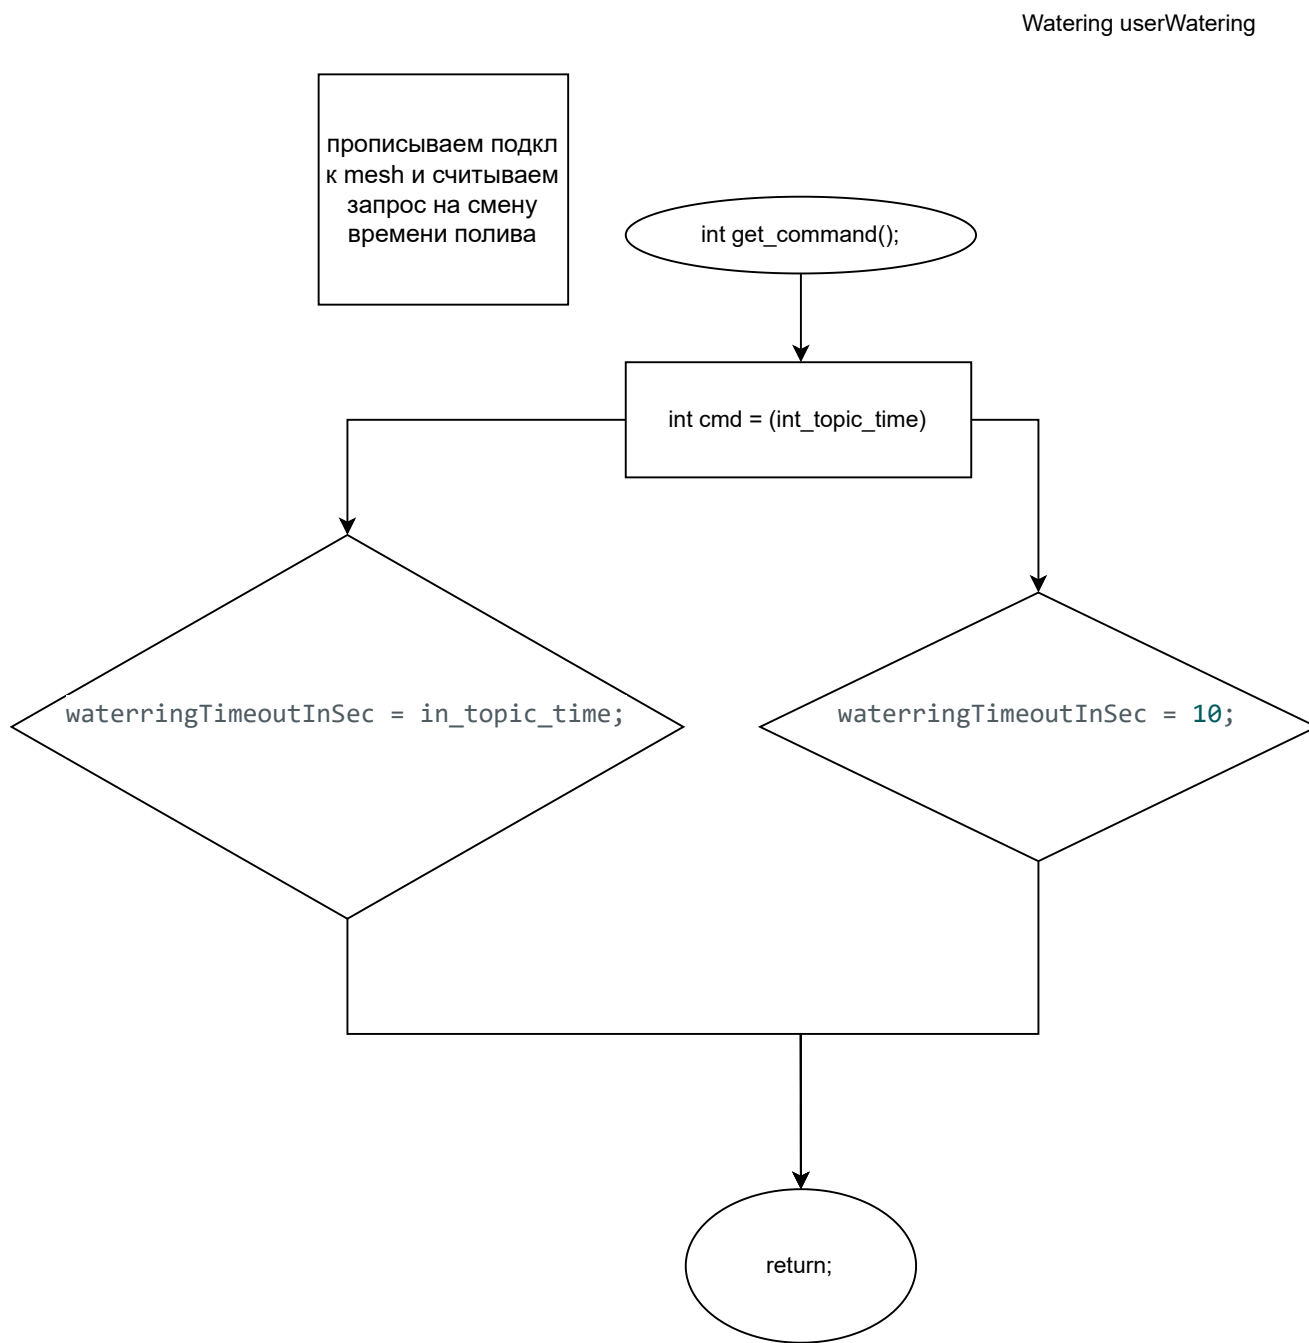 Watering userWatering
прописываем подкл
к mesh и считываем
запрос на смену
времени полива
int get_command();
int cmd = (int_topic_time)
waterringTimeoutInSec = in_topic_time;
waterringTimeoutInSec = 10;
return;